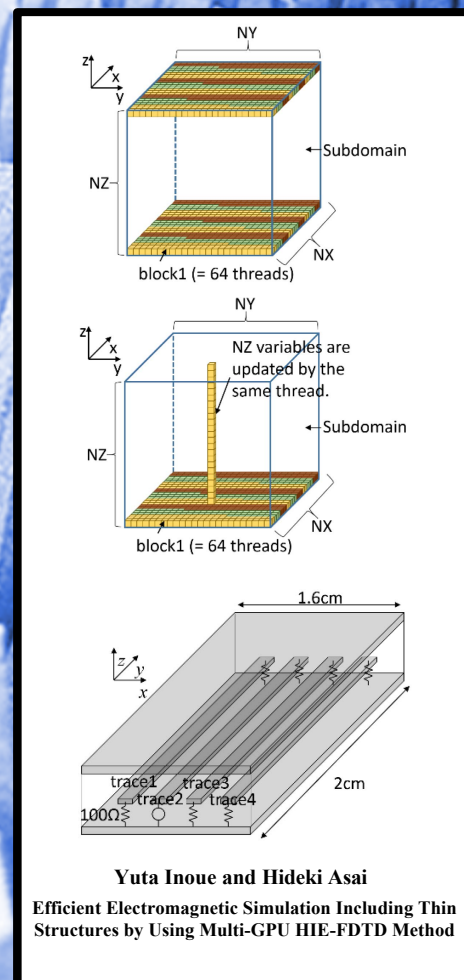 NY
z
x
y
NZ
Subdomain
NX
block1 (= 64 threads)
NY
z
x
y
NZ variables are
updated by the
same thread.
NZ
Subdomain
NX
block1 (= 64 threads)
1.6cm
z
y
x
trace1
trace3
trace2
trace4
100Ω
2cm
Yuta Inoue and Hideki Asai
Efficient Electromagnetic Simulation Including Thin
Structures by Using Multi-GPU HIE-FDTD Method